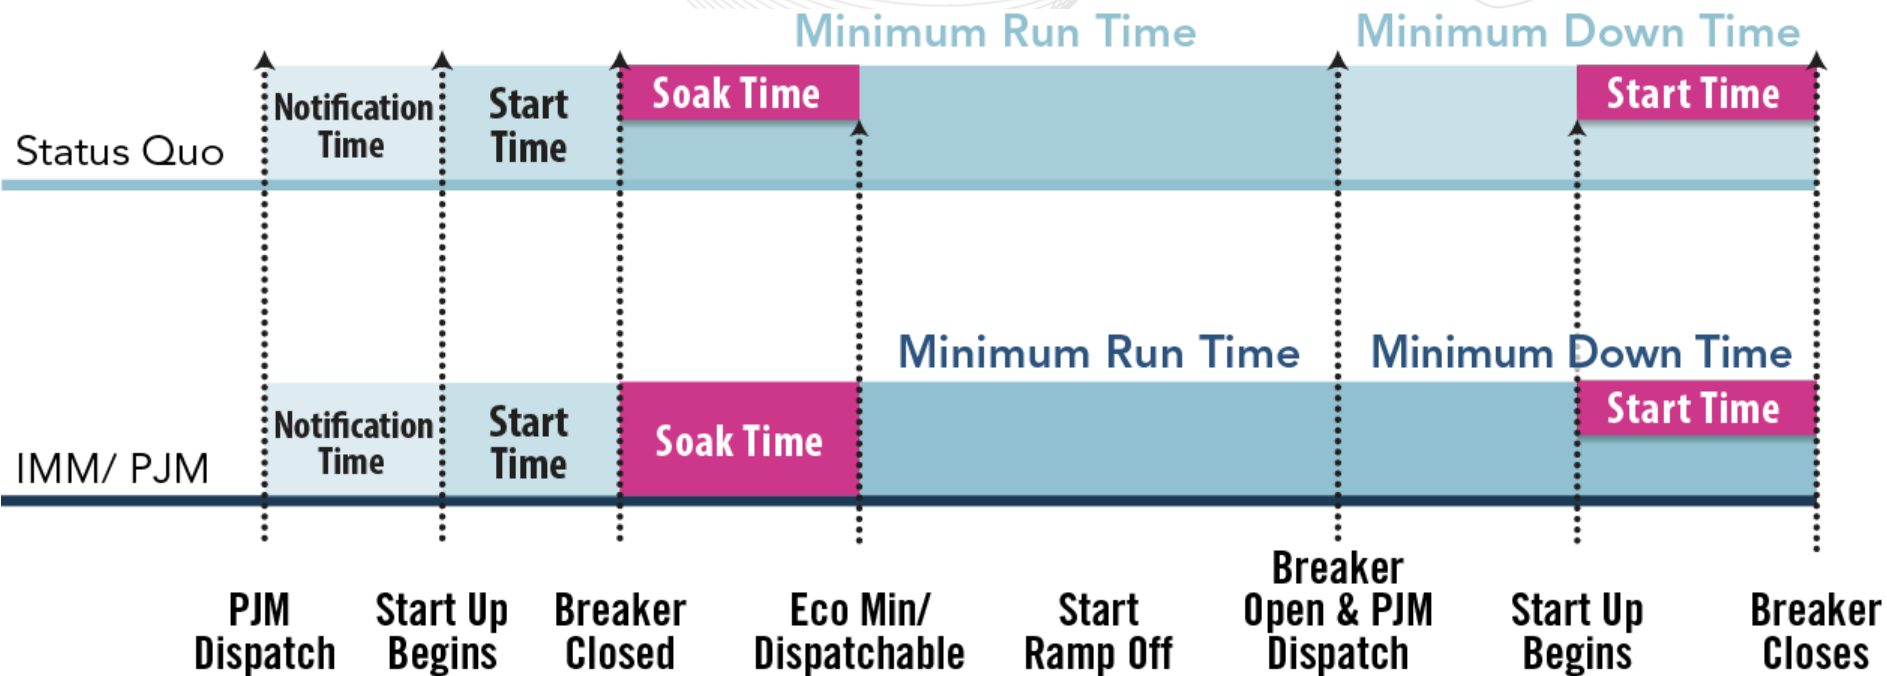 Minimum Run Time
Minimum Down Time
Status Quo
Notification
Time
Start
Time
Soak Time
Start Time
Minimum Run Time
Minimum Down Time
IMM/ PJM
Notification
Time
Start
Time
Soak Time
Start Time
PJM
Dispatch
Start Up
Begins
Breaker
Closed
Eco Min/
Dispatchable
Start
Ramp Off
Breaker
Open & PJM
Dispatch
Start Up
Begins
Breaker
Closes